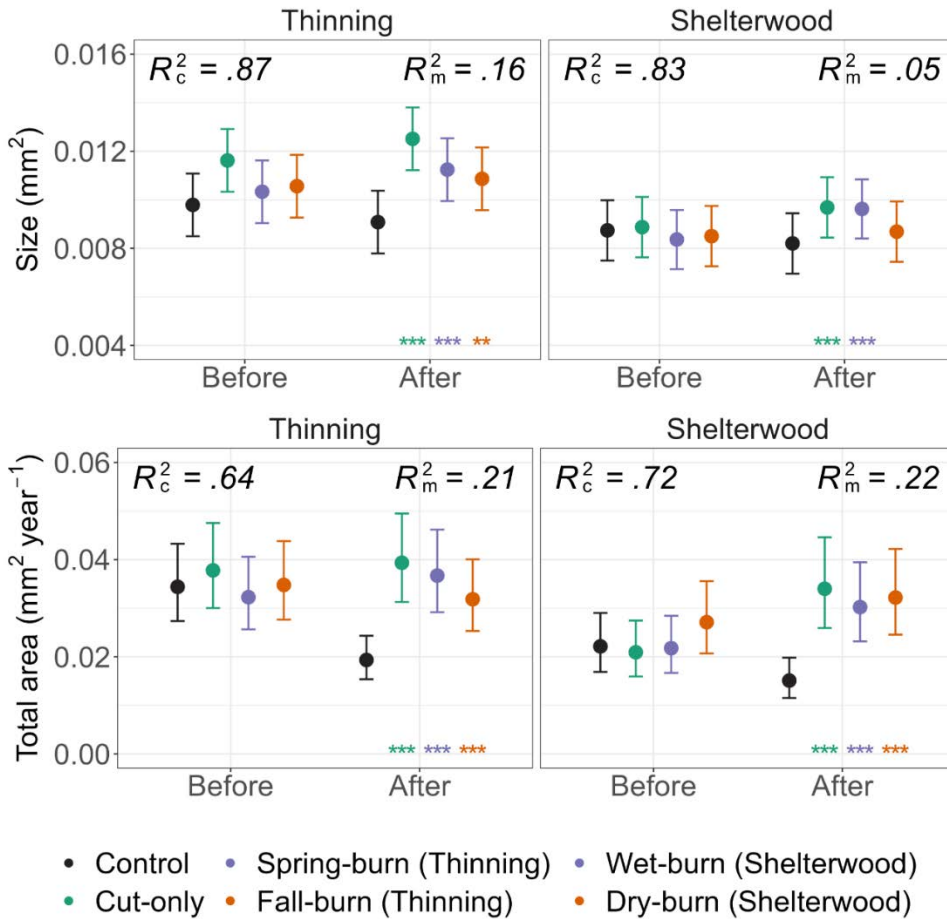 Thinning Shelterwood
R²c = .87 R²m = .16 R²c = .83 R²m = .05
Size (mm²)
0.016
0.012
0.008
0.004
*** *** ** *** ***
Before After Before After
Thinning Shelterwood
R²c = .64 R²m = .21 R²c = .72 R²m = .22
Total area (mm² year⁻¹)
0.06
0.04
0.02
0.00
*** *** *** *** *** ***
Before After Before After
Control Spring-burn (Thinning) Wet-burn (Shelterwood)
Cut-only Fall-burn (Thinning) Dry-burn (Shelterwood)